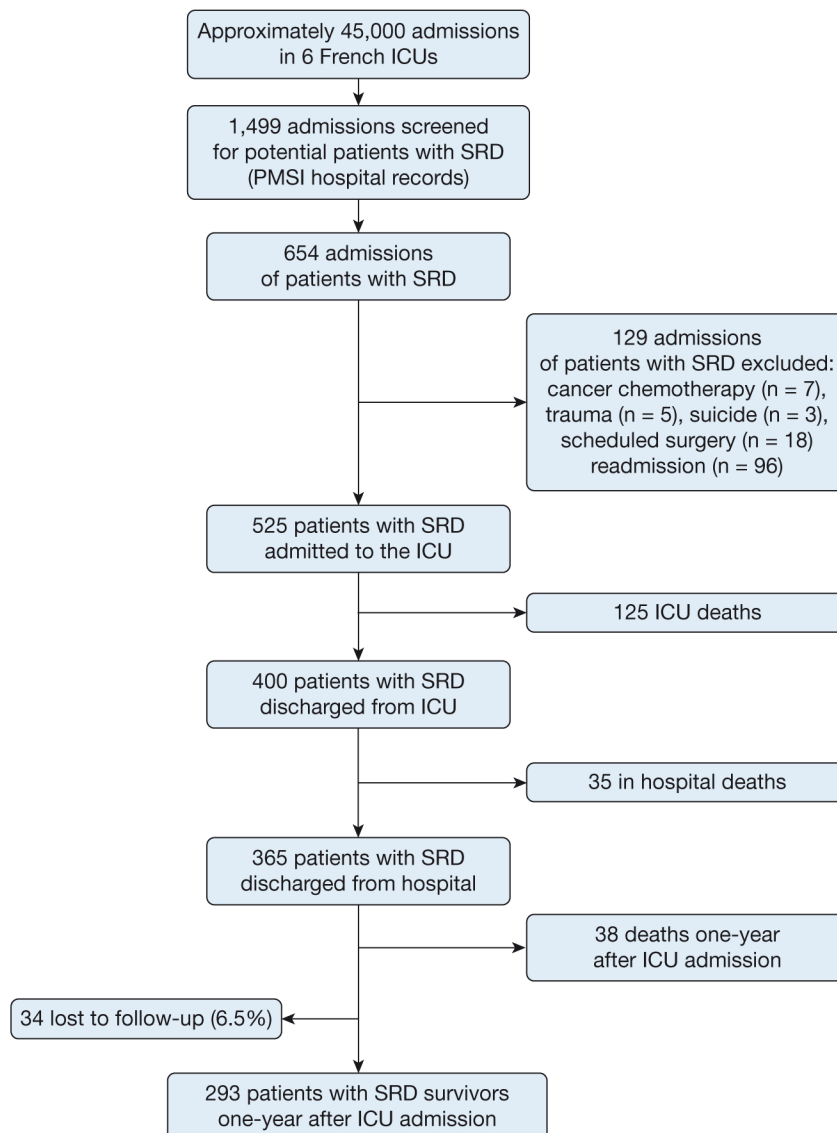 Approximately 45,000 admissions
in 6 French ICUs
1,499 admissions screened
for potential patients with SRD
(PMSI hospital records)
654 admissions
of patients with SRD
129 admissions
of patients with SRD excluded:
cancer chemotherapy (n = 7),
trauma (n = 5), suicide (n = 3),
scheduled surgery (n = 18)
readmission (n = 96)
525 patients with SRD
admitted to the ICU
125 ICU deaths
400 patients with SRD
discharged from ICU
35 in hospital deaths
365 patients with SRD
discharged from hospital
38 deaths one-year
after ICU admission
34 lost to follow-up (6.5%)
293 patients with SRD survivors
one-year after ICU admission